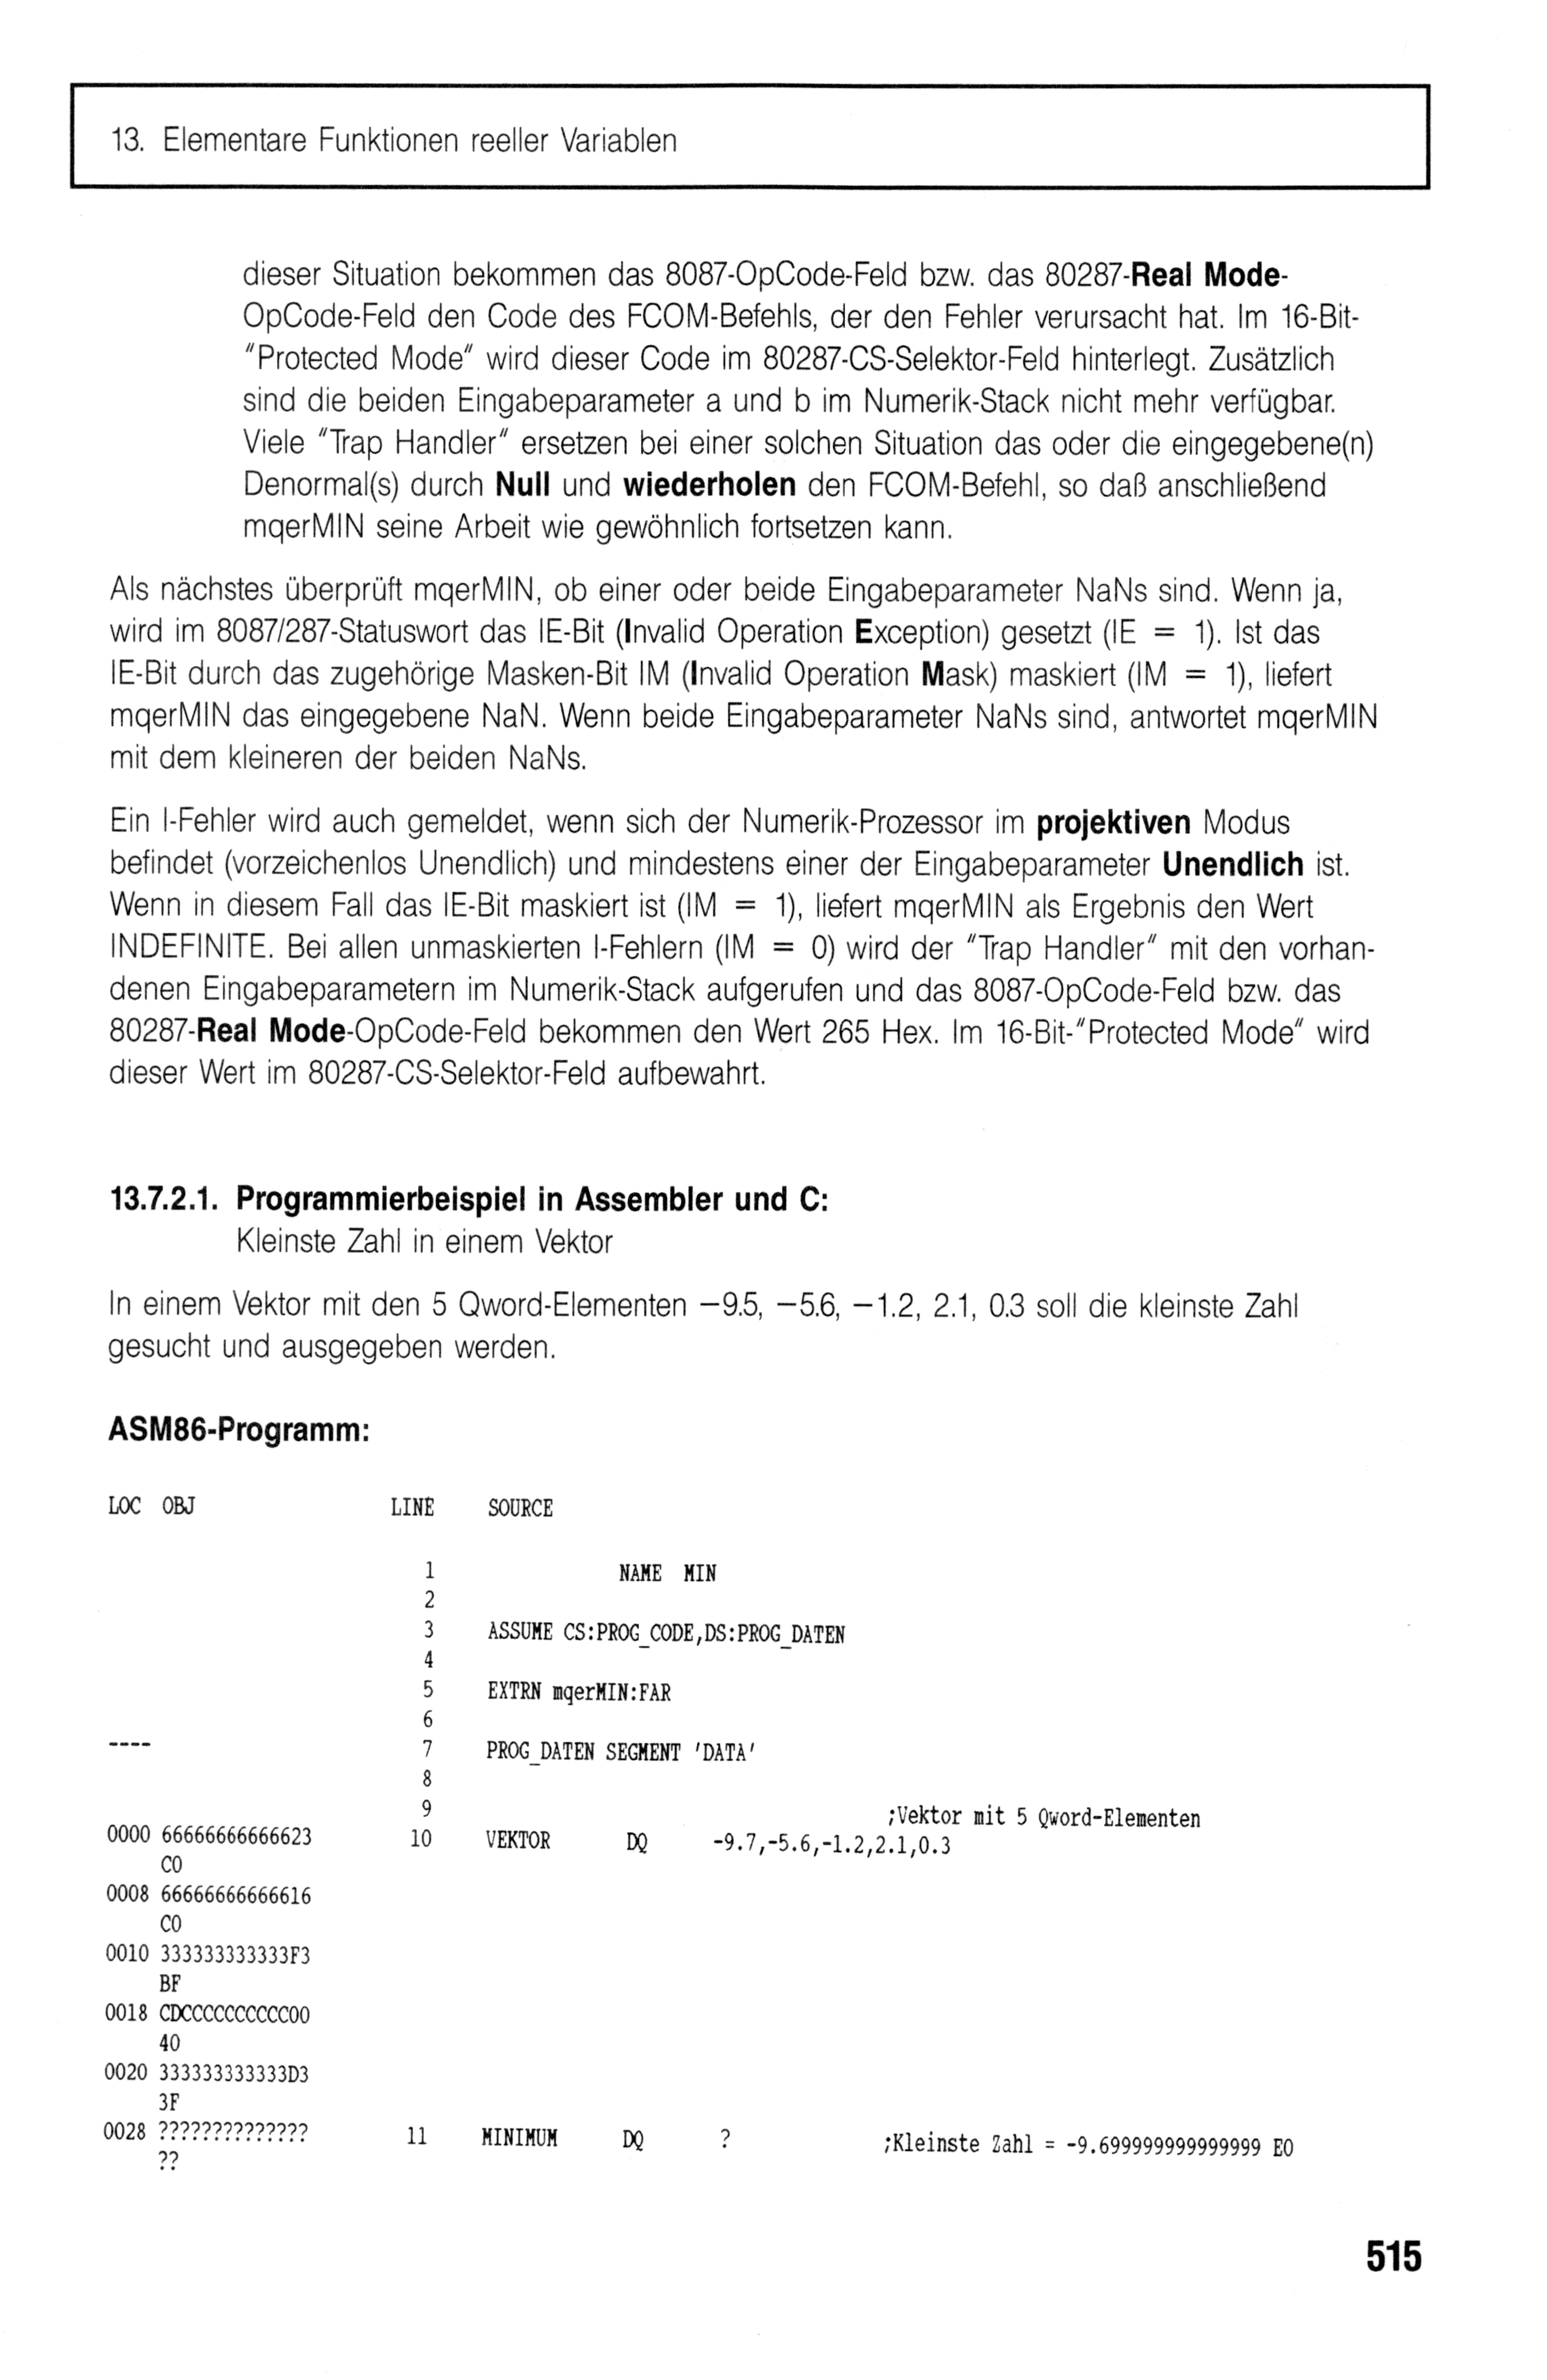 13. Elementare Funktionen reeller Variablen
dieser Situation bekommen das 8087-OpCode-Feld bzw. das 80287-Real Mode-
OpCode-Feld den Code des FCOM-Befehls, der den Fehler verursacht hat. Im 16-Bit-
"Protected Mode" wird dieser Code im 80287-CS-Selektor-Feld hinterlegt. Zusätzlich
sind die beiden Eingabeparameter a und b im Numerik-Stack nicht mehr verfügbar.
Viele "Trap Handler" ersetzen bei einer solchen Situation das oder die eingegebene(n)
Denormal(s) durch Null und wiederholen den FCOM-Befehl, so daß anschließend
mqerMIN seine Arbeit wie gewöhnlich fortsetzen kann.
Als nächstes überprüft mqerMIN, ob einer oder beide Eingabeparameter NaNs sind. Wenn ja,
wird im 8087/287-Statuswort das IE-Bit (Invalid Operation Exception) gesetzt (IE = 1). Ist das
IE-Bit durch das zugehörige Masken-Bit IM (Invalid Operation Mask) maskiert (IM = 1), liefert
mqerMIN das eingegebene NaN. Wenn beide Eingabeparameter NaNs sind, antwortet mqerMIN
mit dem kleineren der beiden NaNs.
Ein I-Fehler wird auch gemeldet, wenn sich der Numerik-Prozessor im projektiven Modus
befindet (vorzeichenlos Unendlich) und mindestens einer der Eingabeparameter Unendlich ist.
Wenn in diesem Fall das IE-Bit maskiert ist (IM = 1), liefert mqerMIN als Ergebnis den Wert
INDEFINITE. Bei allen unmaskierten I-Fehlern (IM = 0) wird der "Trap Handler" mit den vorhan-
denen Eingabeparametern im Numerik-Stack aufgerufen und das 8087-OpCode-Feld bzw. das
80287-Real Mode-OpCode-Feld bekommen den Wert 265 Hex. Im 16-Bit-"Protected Mode" wird
dieser Wert im 80287-CS-Selektor-Feld aufbewahrt.
13.7.2.1. Programmierbeispiel in Assembler und C:
Kleinste Zahl in einem Vektor
In einem Vektor mit den 5 Qword-Elementen −9.5, −5.6, −1.2, 2.1, 0.3 soll die kleinste Zahl
gesucht und ausgegeben werden.
ASM86-Programm:
LOC OBJ LINE SOURCE
1 NAME MIN
2
3 ASSUME CS:PROG_CODE,DS:PROG_DATEN
4
5 EXTRN mqerMIN:FAR
6
---- 7 PROG_DATEN SEGMENT 'DATA'
8
9 ;Vektor mit 5 Qword-Elementen
0000 66666666666623 10 VEKTOR DQ -9.7,-5.6,-1.2,2.1,0.3
C0
0008 66666666666616
C0
0010 333333333333F3
BF
0018 CDCCCCCCCCCC00
40
0020 333333333333D3
3F
0028 ?????????????? 11 MINIMUM DQ ? ;Kleinste Zahl = -9.699999999999999 E0
??
515